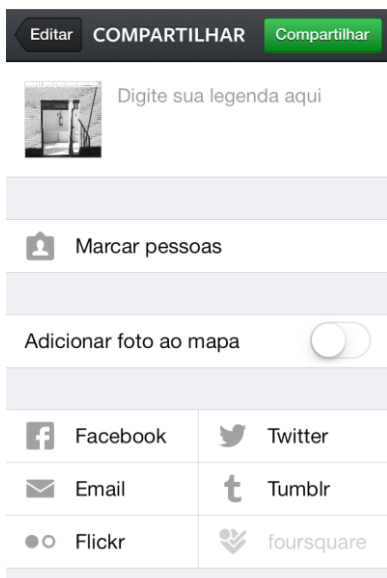 Editar COMPARTILHAR Compartilhar
Digite sua legenda aqui
Marcar pessoas
Adicionar foto ao mapa
Facebook Twitter
Email Tumblr
Flickr foursquare